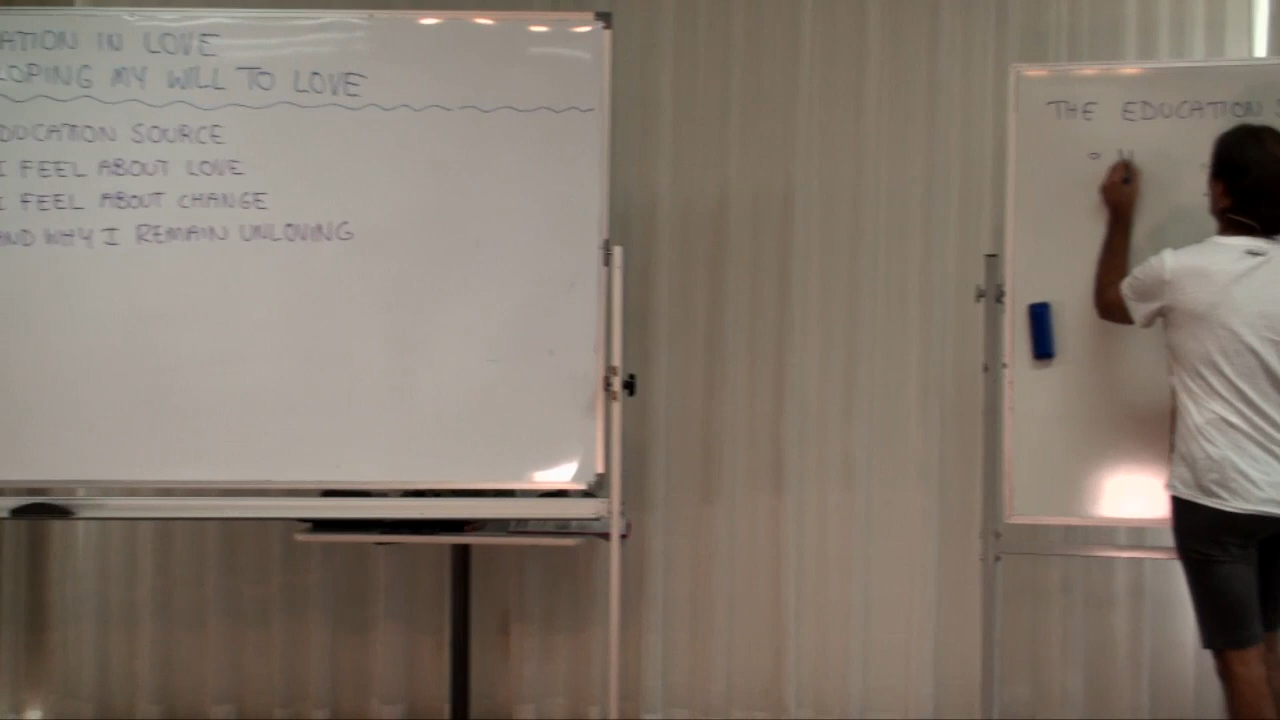 ATION IN LOVE
LOPING MY WILL TO LOVE
DUCATION SOURCE
I FEEL ABOUT LOVE
I FEEL ABOUT CHANGE
AND WHY I REMAIN UNLOVING
THE EDUCATION